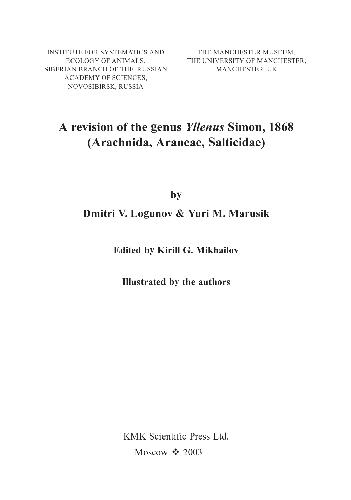 INSTITUTE FOR SYSTEMATICS AND
ECOLOGY OF ANIMALS,
SIBERIAN BRANCH OF THE RUSSIAN
ACADEMY OF SCIENCES,
NOVOSIBIRSK, RUSSIA
THE MANCHESTER MUSEUM,
THE UNIVERSITY OF MANCHESTER,
MANCHESTER, UK
A revision of the genus Yllenus Simon, 1868
(Arachnida, Araneae, Salticidae)
by
Dmitri V. Logunov & Yuri M. Marusik
Edited by Kirill G. Mikhailov
Illustrated by the authors
KMK Scientific Press Ltd.
Moscow ❖ 2003